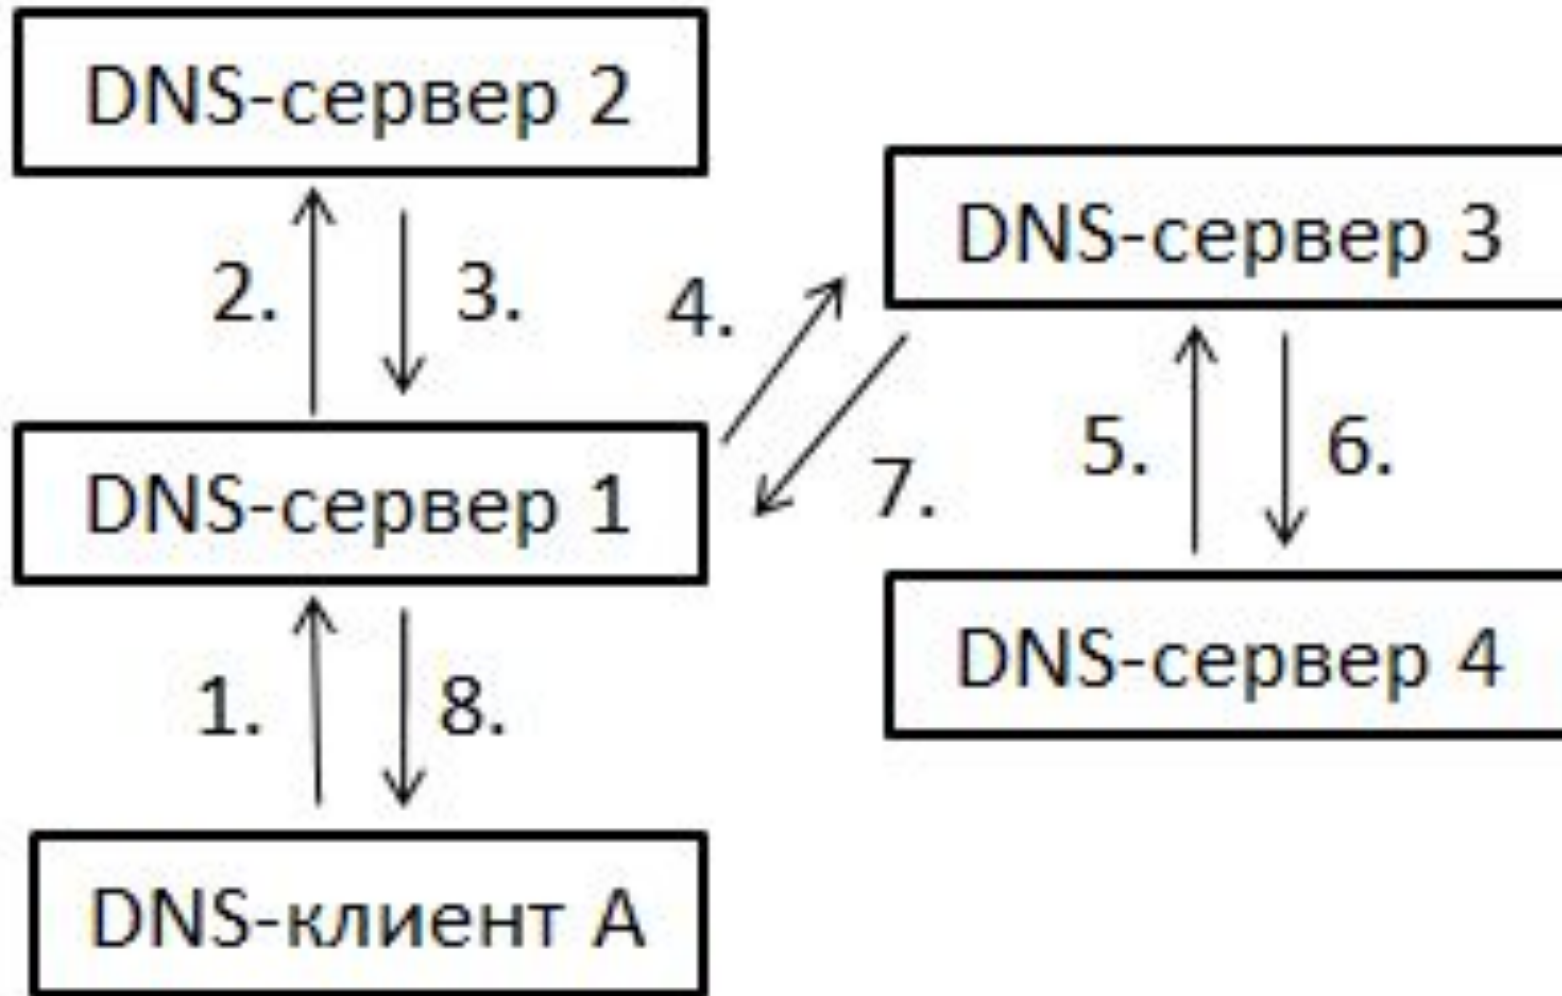 DNS-сервер 2
DNS-сервер 3
2.
3.
4.
DNS-сервер 1
7.
5.
6.
DNS-сервер 4
1.
8.
DNS-клиент А